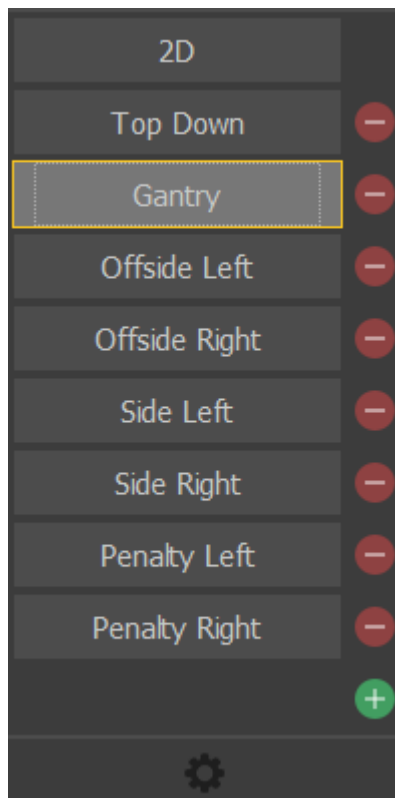 2D
Top Down
Gantry
Offside Left
Offside Right
Side Left
Side Right
Penalty Left
Penalty Right